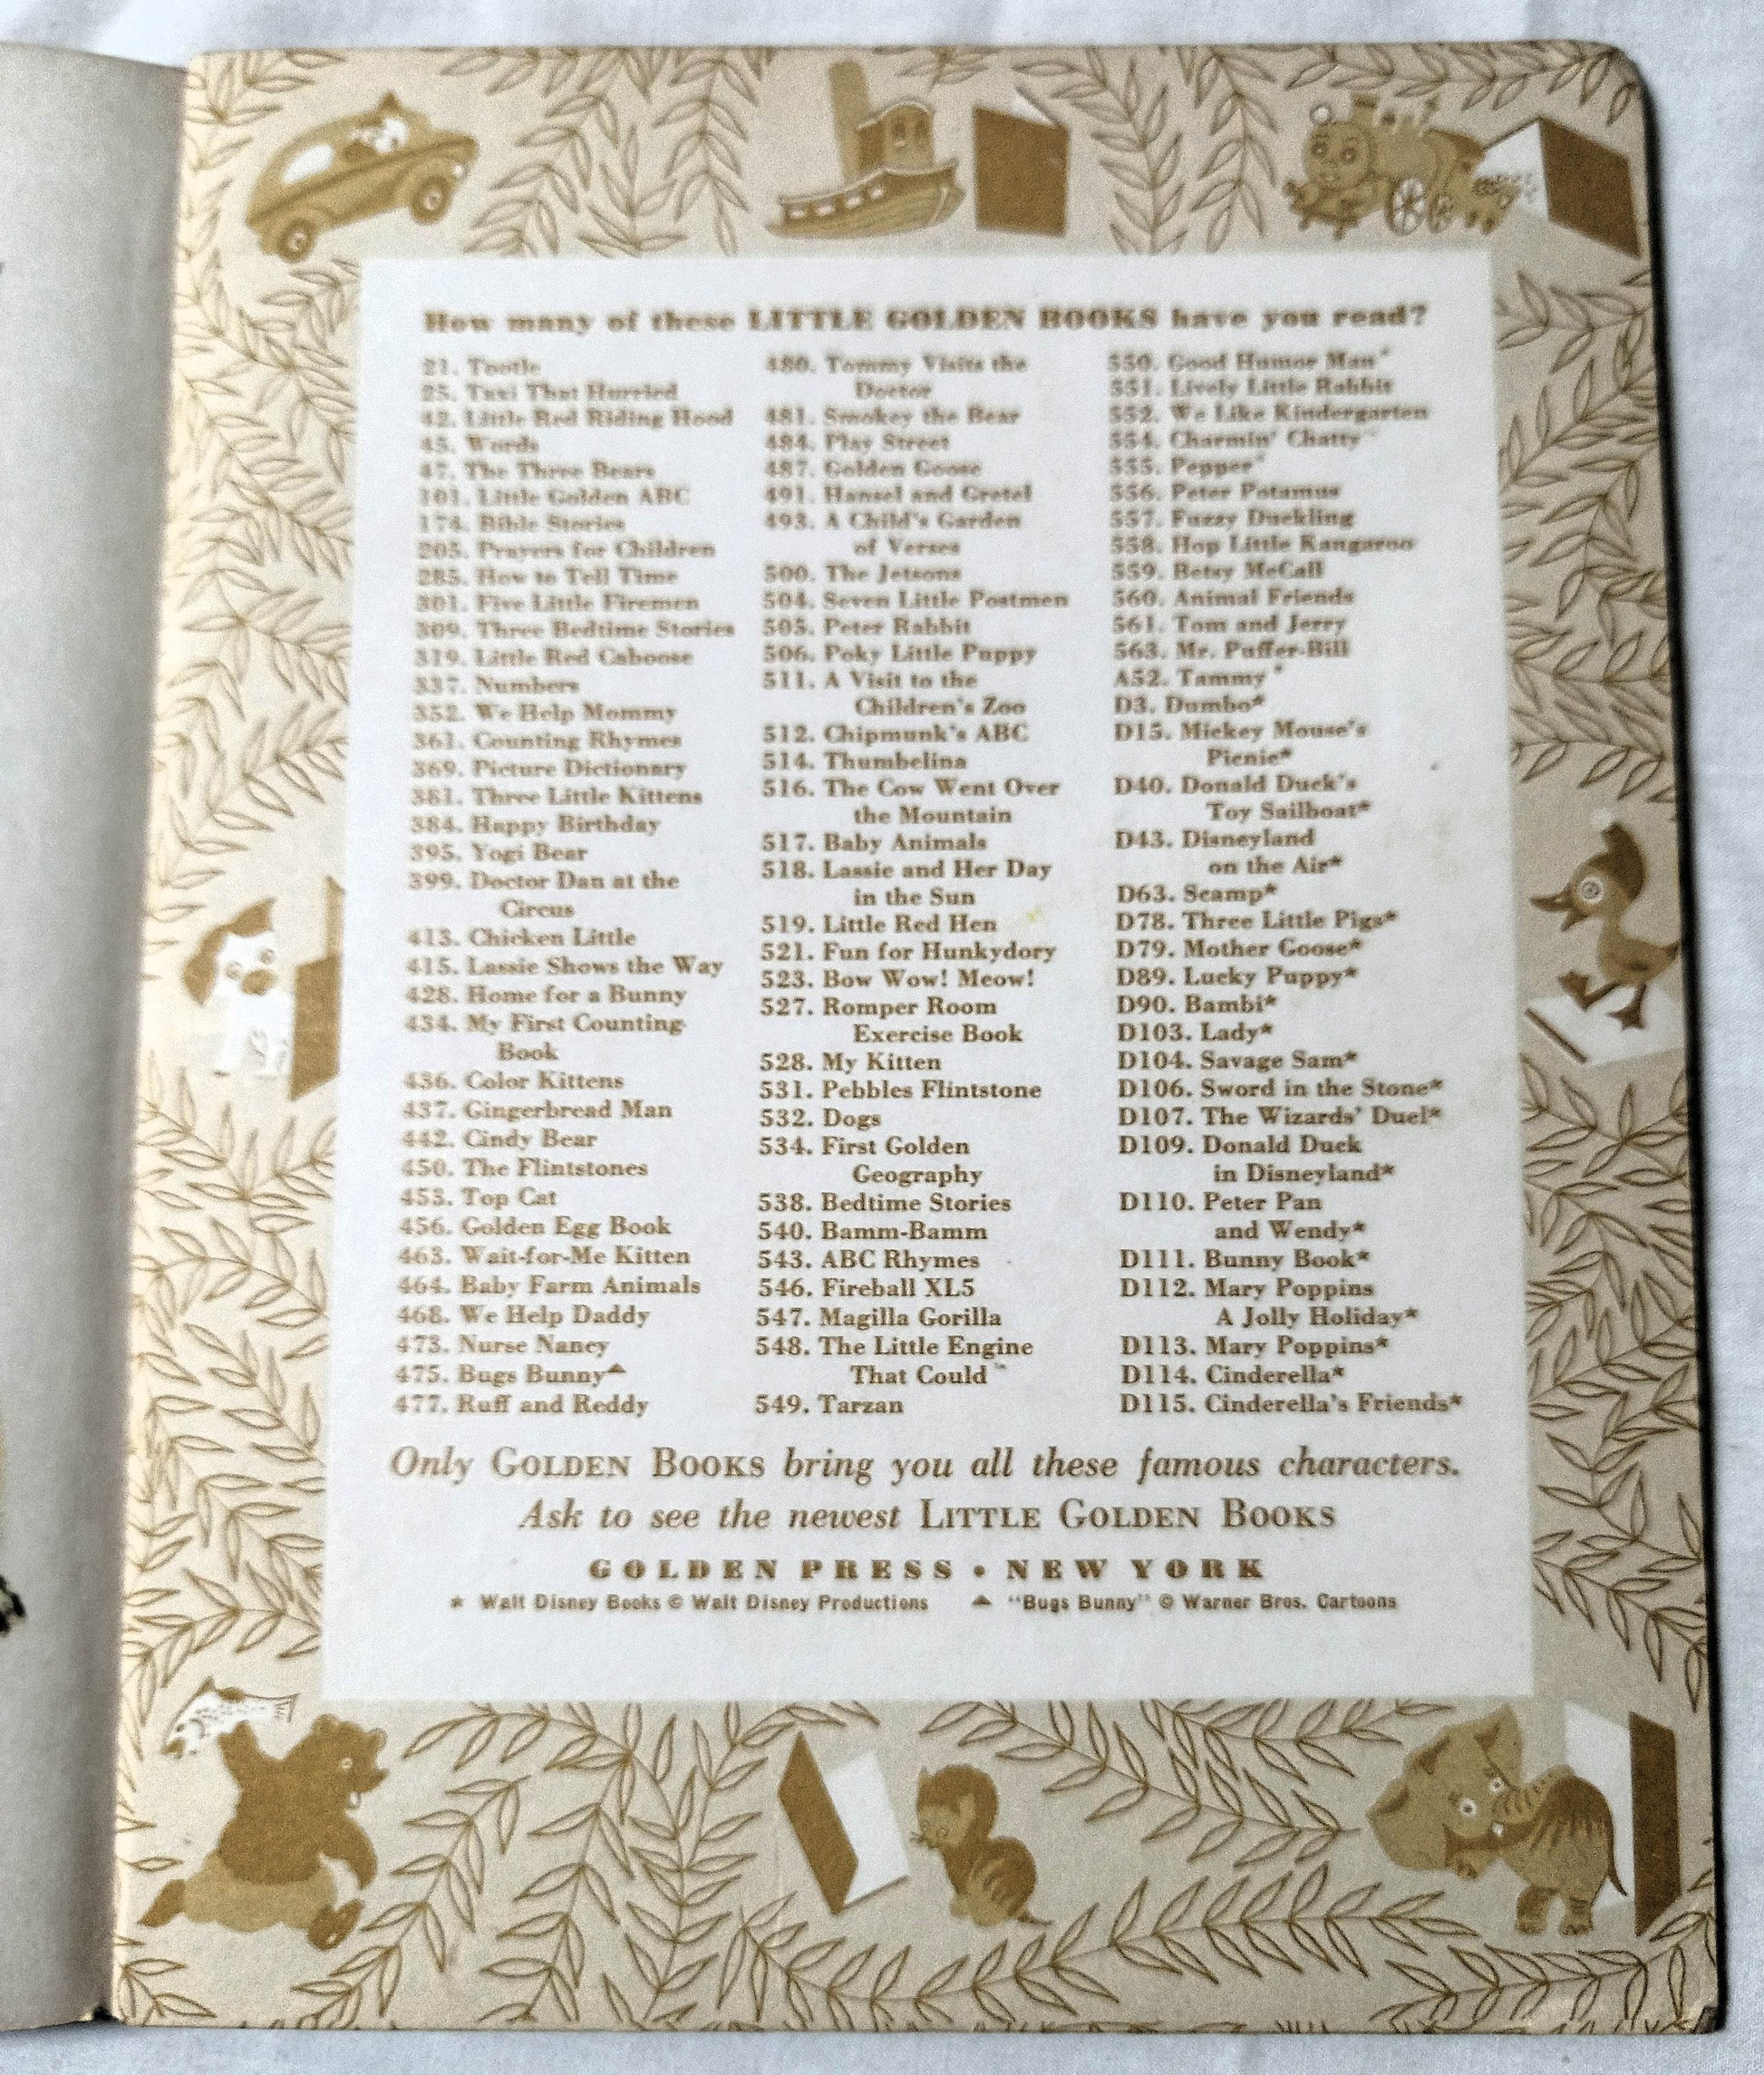 How many of these LITTLE GOLDEN BOOKS have you read?
21. Tootle
25. Taxi That Hurried
42. Little Red Riding Hood
45. Words
47. The Three Bears
101. Little Golden ABC
174. Bible Stories
205. Prayers for Children
285. How to Tell Time
301. Five Little Firemen
309. Three Bedtime Stories
319. Little Red Caboose
337. Numbers
352. We Help Mommy
361. Counting Rhymes
369. Picture Dictionary
381. Three Little Kittens
384. Happy Birthday
395. Yogi Bear
399. Doctor Dan at the
Circus
413. Chicken Little
415. Lassie Shows the Way
428. Home for a Bunny
434. My First Counting
Book
436. Color Kittens
437. Gingerbread Man
442. Cindy Bear
450. The Flintstones
453. Top Cat
456. Golden Egg Book
463. Wait-for-Me Kitten
464. Baby Farm Animals
468. We Help Daddy
473. Nurse Nancy
475. Bugs Bunny▲
477. Ruff and Reddy
480. Tommy Visits the
Doctor
481. Smokey the Bear
484. Play Street
487. Golden Goose
491. Hansel and Gretel
493. A Child's Garden
of Verses
500. The Jetsons
504. Seven Little Postmen
505. Peter Rabbit
506. Poky Little Puppy
511. A Visit to the
Children's Zoo
512. Chipmunk's ABC
514. Thumbelina
516. The Cow Went Over
the Mountain
517. Baby Animals
518. Lassie and Her Day
in the Sun
519. Little Red Hen
521. Fun for Hunkydory
523. Bow Wow! Meow!
527. Romper Room
Exercise Book
528. My Kitten
531. Pebbles Flintstone
532. Dogs
534. First Golden
Geography
538. Bedtime Stories
540. Bamm-Bamm
543. ABC Rhymes
546. Fireball XL5
547. Magilla Gorilla
548. The Little Engine
That Could™
549. Tarzan
550. Good Humor Man
551. Lively Little Rabbit
552. We Like Kindergarten
554. Charmin' Chatty
555. Pepper
556. Peter Potamus
557. Fuzzy Duckling
558. Hop Little Kangaroo
559. Betsy McCall
560. Animal Friends
561. Tom and Jerry
563. Mr. Puffer-Bill
A52. Tammy
D3. Dumbo*
D15. Mickey Mouse's
Picnic*
D40. Donald Duck's
Toy Sailboat*
D43. Disneyland
on the Air*
D63. Scamp*
D78. Three Little Pigs*
D79. Mother Goose*
D89. Lucky Puppy*
D90. Bambi*
D103. Lady*
D104. Savage Sam*
D106. Sword in the Stone*
D107. The Wizards' Duel*
D109. Donald Duck
in Disneyland*
D110. Peter Pan
and Wendy*
D111. Bunny Book*
D112. Mary Poppins
A Jolly Holiday*
D113. Mary Poppins*
D114. Cinderella*
D115. Cinderella's Friends*
Only GOLDEN BOOKS bring you all these famous characters.
Ask to see the newest LITTLE GOLDEN BOOKS
GOLDEN PRESS • NEW YORK
* Walt Disney Books © Walt Disney Productions ▲ "Bugs Bunny" © Warner Bros. Cartoons